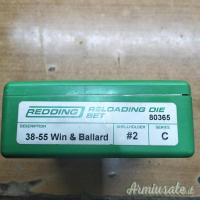 REDDING RELOADING DIE SET 80365
DESCRIPTION SHELLHOLDER SERIES
38-55 Win & Ballard #2 C
Armiusate.it